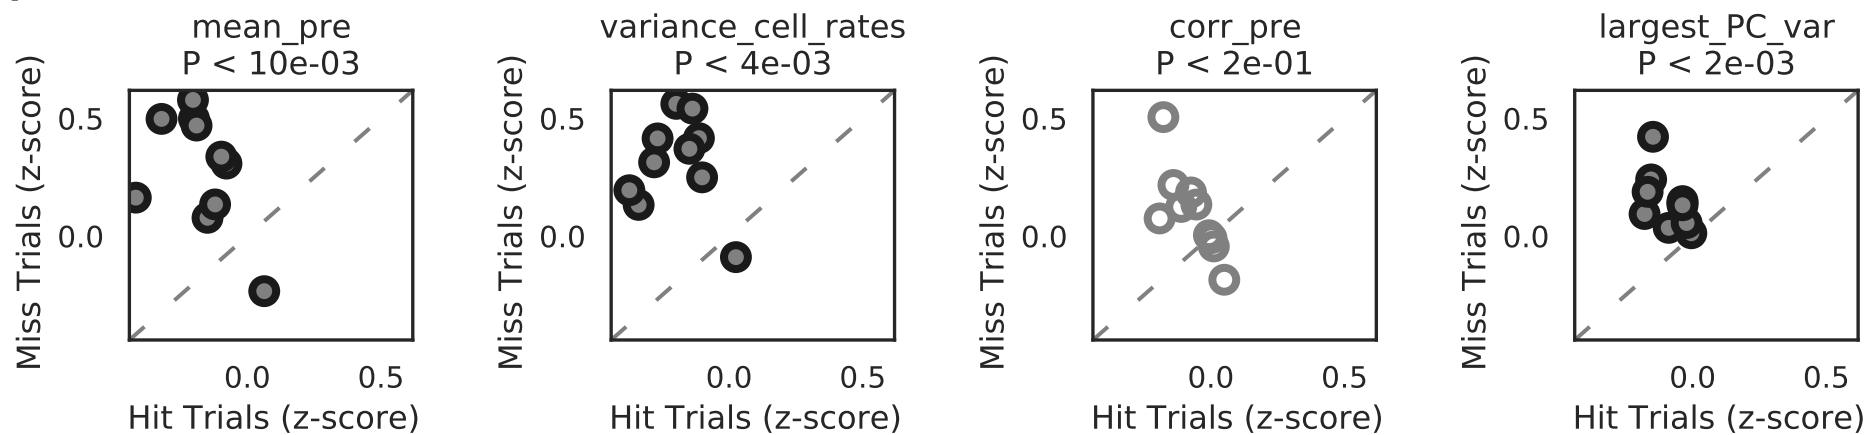 mean_pre
P < 10e-03
Miss Trials (z-score)
0.5
0.0
0.0 0.5
Hit Trials (z-score)
variance_cell_rates
P < 4e-03
Miss Trials (z-score)
0.5
0.0
0.0 0.5
Hit Trials (z-score)
corr_pre
P < 2e-01
Miss Trials (z-score)
0.5
0.0
0.0 0.5
Hit Trials (z-score)
largest_PC_var
P < 2e-03
Miss Trials (z-score)
0.5
0.0
0.0 0.5
Hit Trials (z-score)